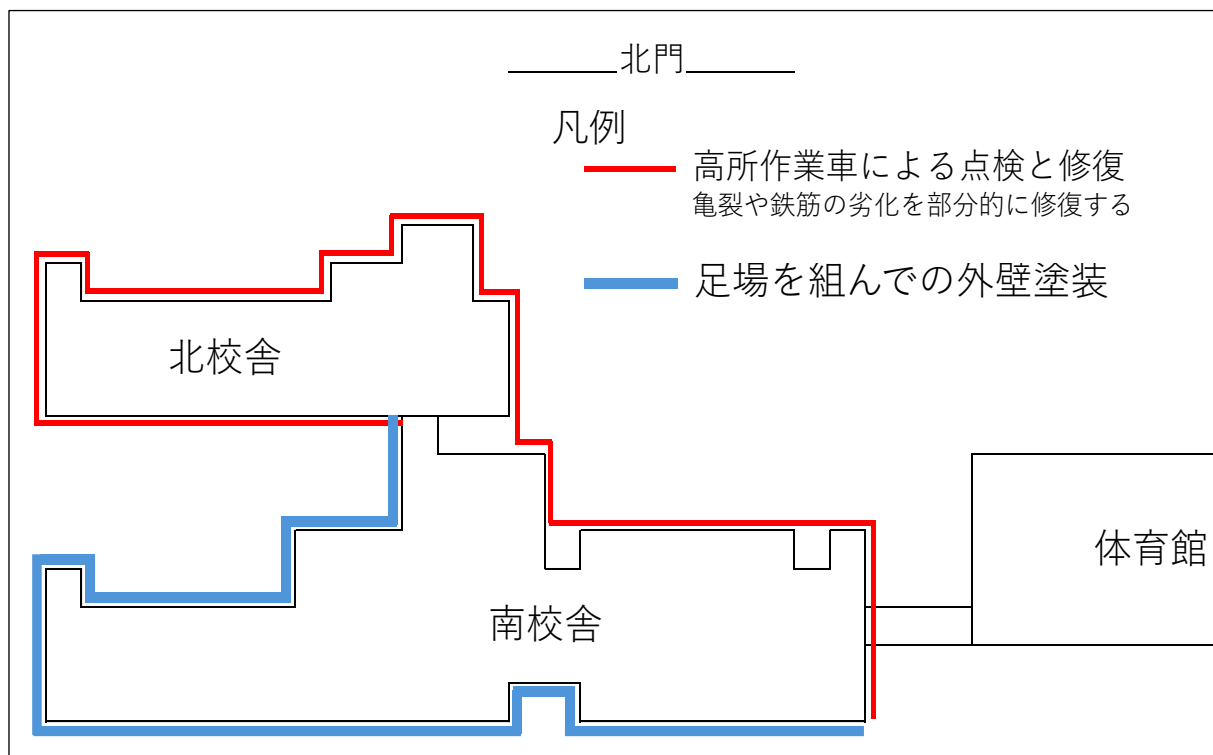 北門
凡例
高所作業車による点検と修復
亀裂や鉄筋の劣化を部分的に修復する
足場を組んでの外壁塗装
北校舎
体育館
南校舎